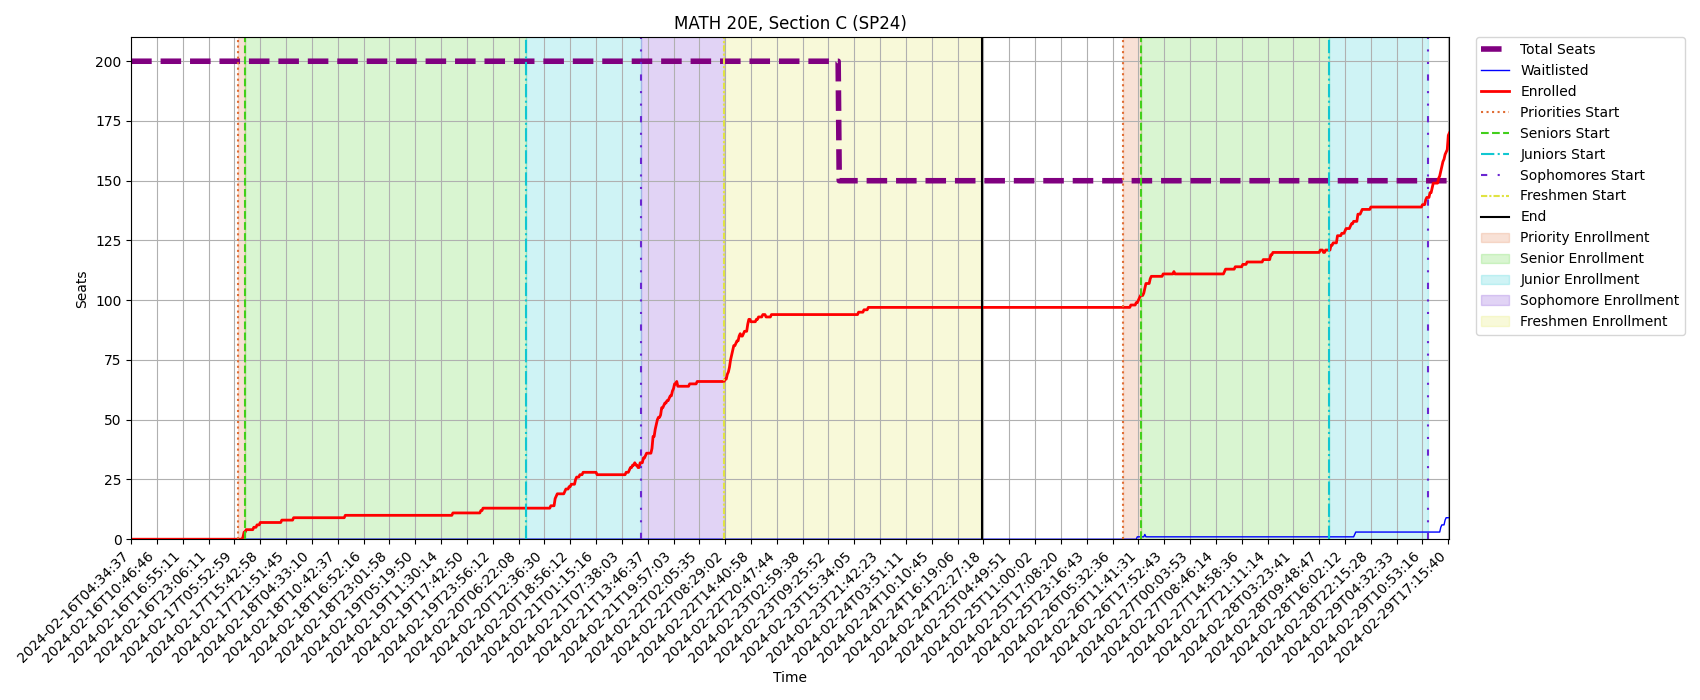 MATH 20E, Section C (SP24)
Seats
200
175
150
125
100
75
50
25
0
2024-02-16T04:34:37
2024-02-16T10:46:46
2024-02-16T16:55:11
2024-02-16T23:06:11
2024-02-17T05:52:59
2024-02-17T15:42:58
2024-02-17T21:51:45
2024-02-18T04:33:10
2024-02-18T10:42:37
2024-02-18T16:52:16
2024-02-18T23:01:58
2024-02-19T05:19:50
2024-02-19T11:30:14
2024-02-19T17:42:50
2024-02-19T23:56:12
2024-02-20T06:22:08
2024-02-20T12:36:30
2024-02-20T18:56:12
2024-02-21T01:15:16
2024-02-21T07:38:03
2024-02-21T13:46:37
2024-02-21T19:57:03
2024-02-22T02:05:35
2024-02-22T08:29:02
2024-02-22T14:40:58
2024-02-22T20:47:44
2024-02-23T02:59:38
2024-02-23T09:25:52
2024-02-23T15:34:05
2024-02-23T21:42:23
2024-02-24T03:51:11
2024-02-24T10:10:45
2024-02-24T16:19:06
2024-02-24T22:27:18
2024-02-25T04:49:51
2024-02-25T11:00:02
2024-02-25T17:08:20
2024-02-25T23:16:43
2024-02-26T05:32:36
2024-02-26T11:41:31
2024-02-26T17:52:43
2024-02-27T00:03:53
2024-02-27T08:46:14
2024-02-27T14:58:36
2024-02-27T21:11:14
2024-02-28T03:23:41
2024-02-28T09:48:47
2024-02-28T16:02:12
2024-02-28T22:15:28
2024-02-29T04:32:33
2024-02-29T10:53:16
2024-02-29T17:15:40
Time
Total Seats
Waitlisted
Enrolled
Priorities Start
Seniors Start
Juniors Start
Sophomores Start
Freshmen Start
End
Priority Enrollment
Senior Enrollment
Junior Enrollment
Sophomore Enrollment
Freshmen Enrollment